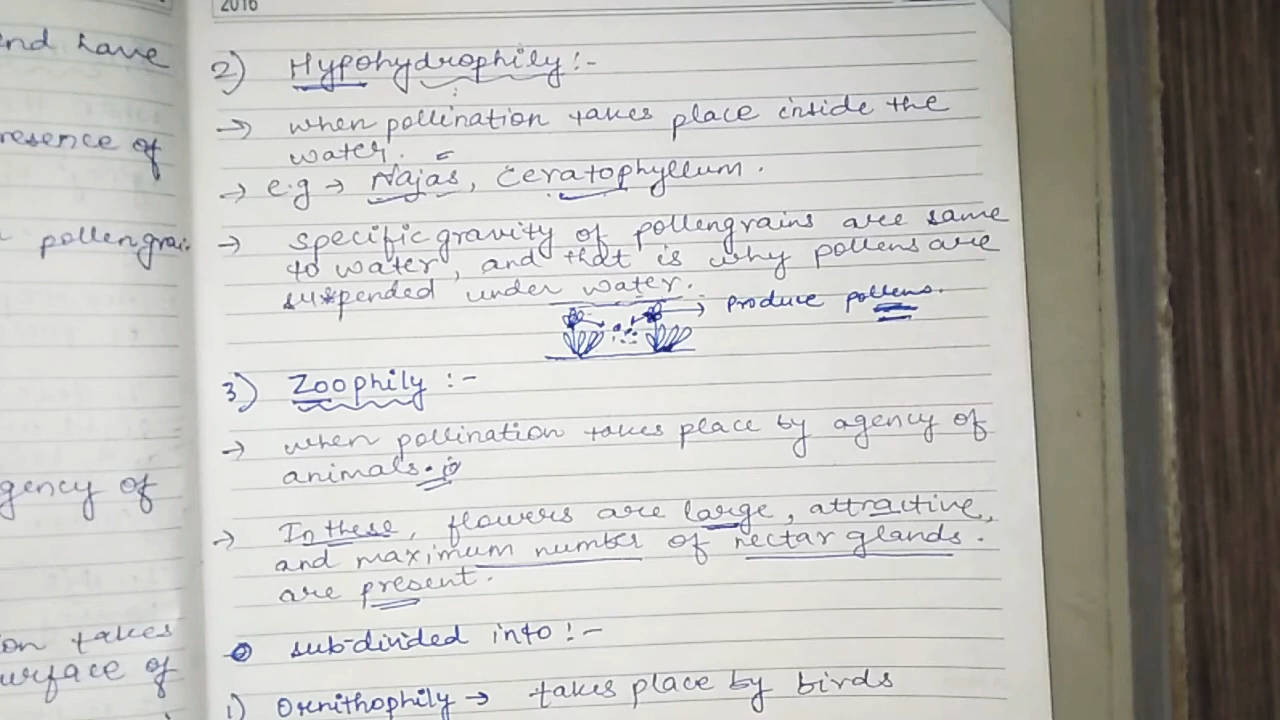 2016
end have
resence of
pollengrai
gency of
on takes
urface of
2) Hypohydrophily :-
→ when pollination takes place inside the
water.
→ e.g → Najas, Ceratophyllum.
→ specific gravity of pollengrains are same
to water, and that is why pollens are
suspended under water.
→ Produce pollens.
3) Zoophily :-
→ when pollination takes place by agency of
animals.
→ In these, flowers are large, attractive,
and maximum number of nectar glands.
are present.
sub-divided into :-
1) Ornithophily → takes place by birds